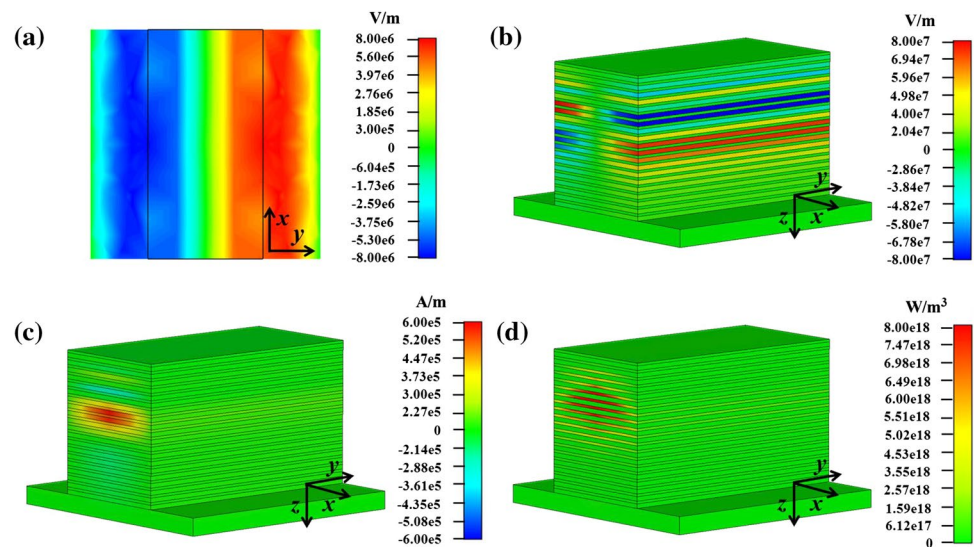 (a)
V/m
8.00e6
5.60e6
3.97e6
2.76e6
1.85e6
3.00e5
0
-6.04e5
-1.73e6
-2.59e6
-3.75e6
-5.30e6
-8.00e6
x
y
(b)
V/m
8.00e7
6.94e7
5.96e7
4.98e7
4.00e7
2.04e7
0
-2.86e7
-3.84e7
-4.82e7
-5.80e7
-6.78e7
-8.00e7
y
z
x
(c)
A/m
6.00e5
5.20e5
4.47e5
3.73e5
3.00e5
2.27e5
0
-2.14e5
-2.88e5
-3.61e5
-4.35e5
-5.08e5
-6.00e5
y
z
x
(d)
W/m³
8.00e18
7.47e18
6.98e18
6.49e18
6.00e18
5.51e18
5.02e18
4.53e18
3.55e18
2.57e18
1.59e18
6.12e17
0
y
z
x